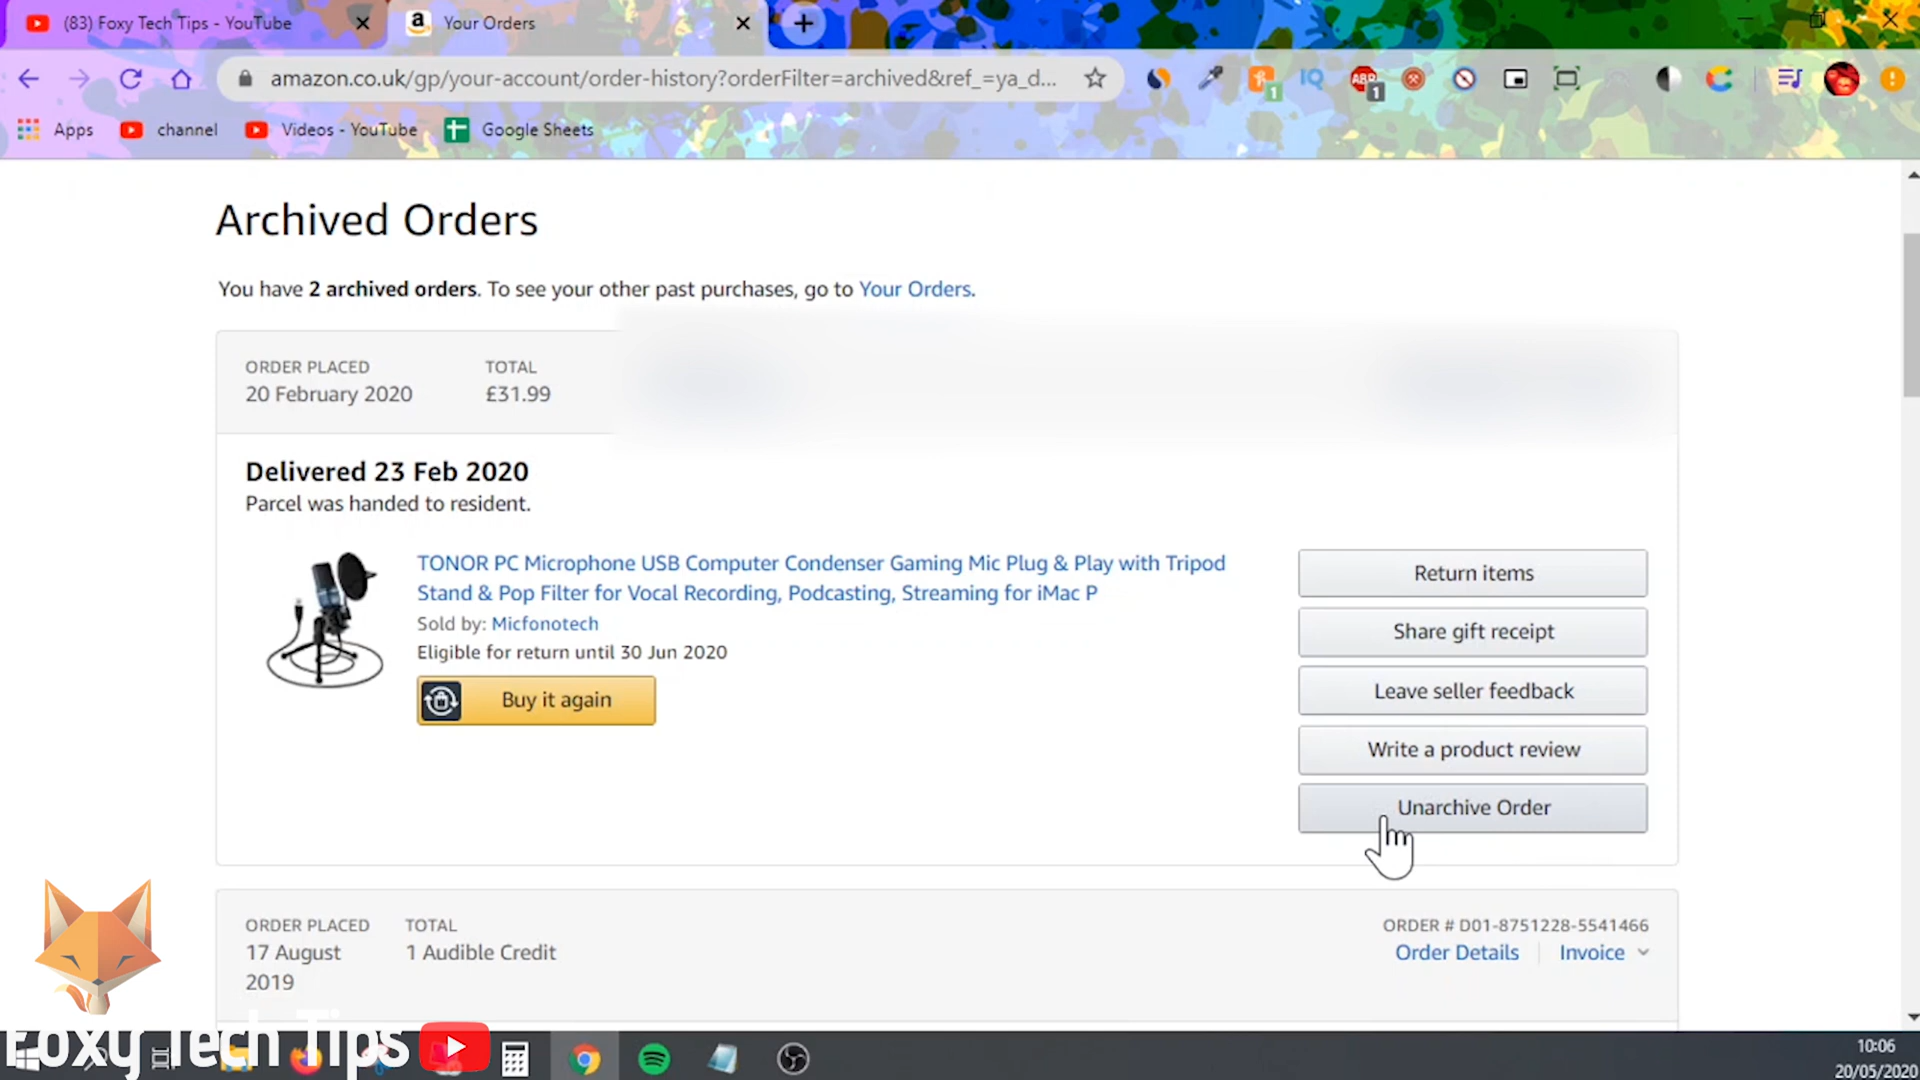 (83) Foxy Tech Tips - YouTube
Your Orders
amazon.co.uk/gp/your-account/order-history?orderFilter=archived&ref_=ya_d...
1
IQ
ABP
1
Apps
channel
Videos - YouTube
Google Sheets
Archived Orders
You have 2 archived orders. To see your other past purchases, go to Your Orders.
ORDER PLACED
TOTAL
20 February 2020
£31.99
Delivered 23 Feb 2020
Parcel was handed to resident.
TONOR PC Microphone USB Computer Condenser Gaming Mic Plug & Play with Tripod
Stand & Pop Filter for Vocal Recording, Podcasting, Streaming for iMac P
Sold by: Micfonotech
Eligible for return until 30 Jun 2020
Buy it again
Return items
Share gift receipt
Leave seller feedback
Write a product review
Unarchive Order
ORDER PLACED
TOTAL
ORDER # D01-8751228-5541466
17 August
2019
1 Audible Credit
Order Details
Invoice
Foxy Tech Tips
10:06
20/05/2020